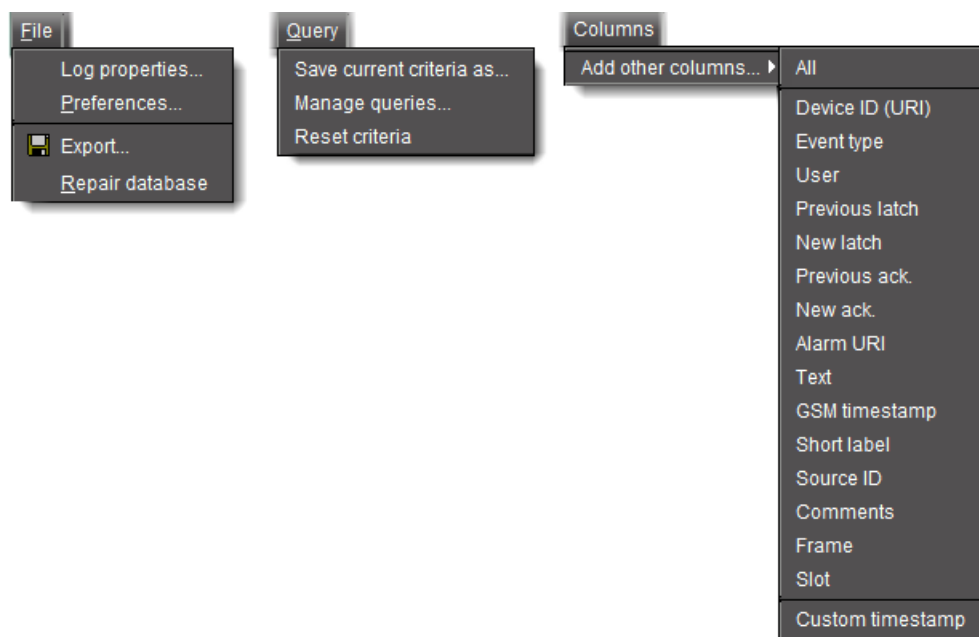 File
Log properties...
Preferences...
Export...
Repair database
Query
Save current criteria as...
Manage queries...
Reset criteria
Columns
Add other columns...
All
Device ID (URI)
Event type
User
Previous latch
New latch
Previous ack.
New ack.
Alarm URI
Text
GSM timestamp
Short label
Source ID
Comments
Frame
Slot
Custom timestamp